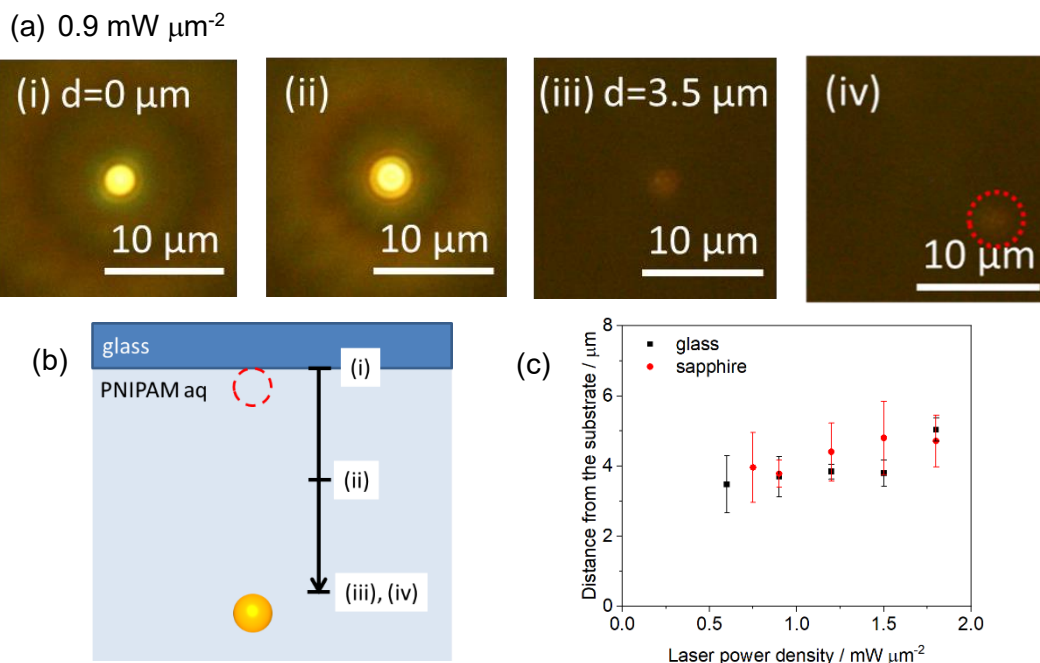 (a) 0.9 mW μm-2
(i) d=0 μm
10 μm
(ii)
10 μm
(iii) d=3.5 μm
10 μm
(iv)
10 μm
(b)
glass
PNIPAM aq
(i)
(ii)
(iii), (iv)
(c)
glass
sapphire
Distance from the substrate / μm
8
6
4
2
0
0.0 0.5 1.0 1.5 2.0
Laser power density / mW μm-2